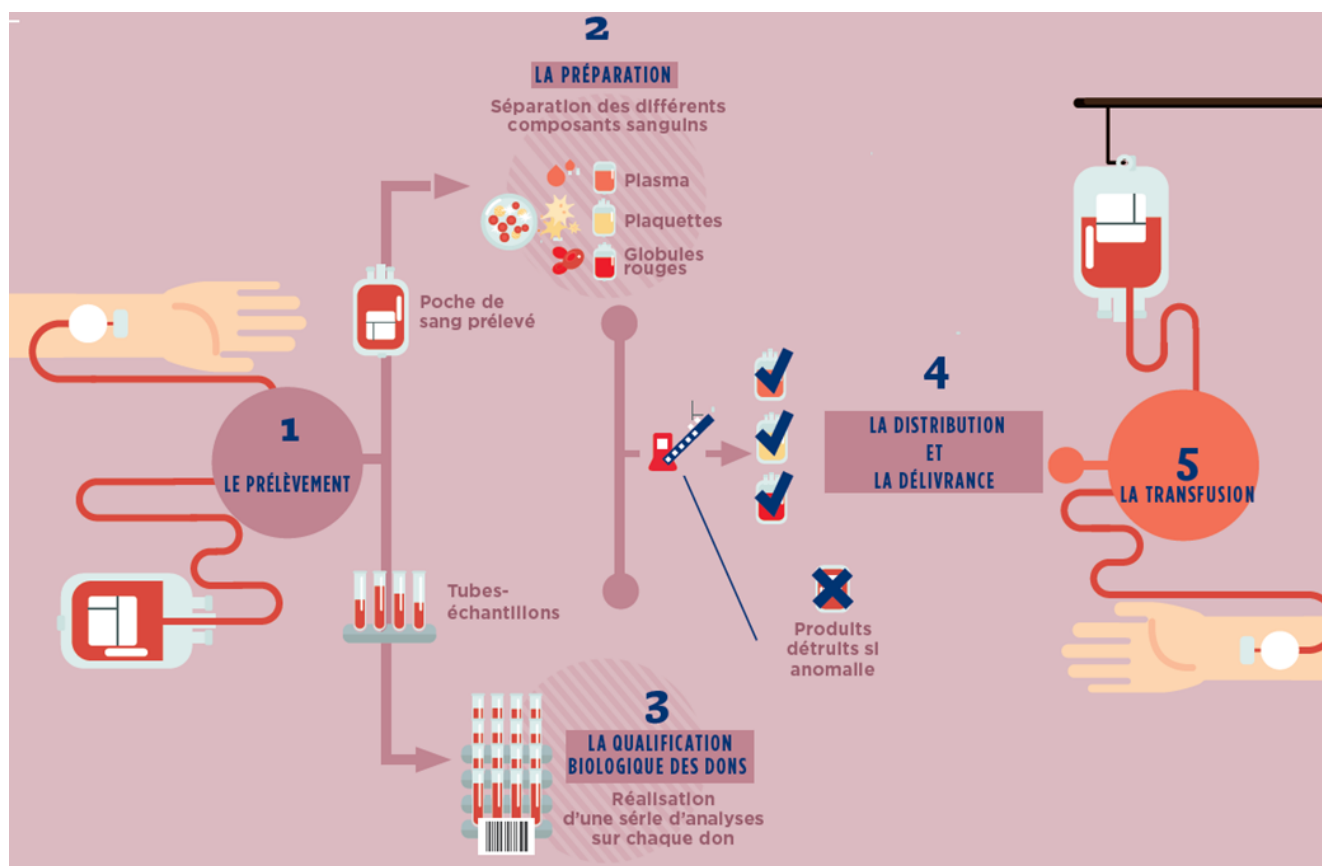 2
LA PRÉPARATION
Séparation des différents
composants sanguins
Plasma
Plaquettes
Globules
rouges
Poche de
sang prélevé
1
LE PRÉLÈVEMENT
4
LA DISTRIBUTION
ET
LA DÉLIVRANCE
5
LA TRANSFUSION
Tubes-
échantillons
Produits
détruits si
anomalie
3
LA QUALIFICATION
BIOLOGIQUE DES DONS
Réalisation
d'une série d'analyses
sur chaque don